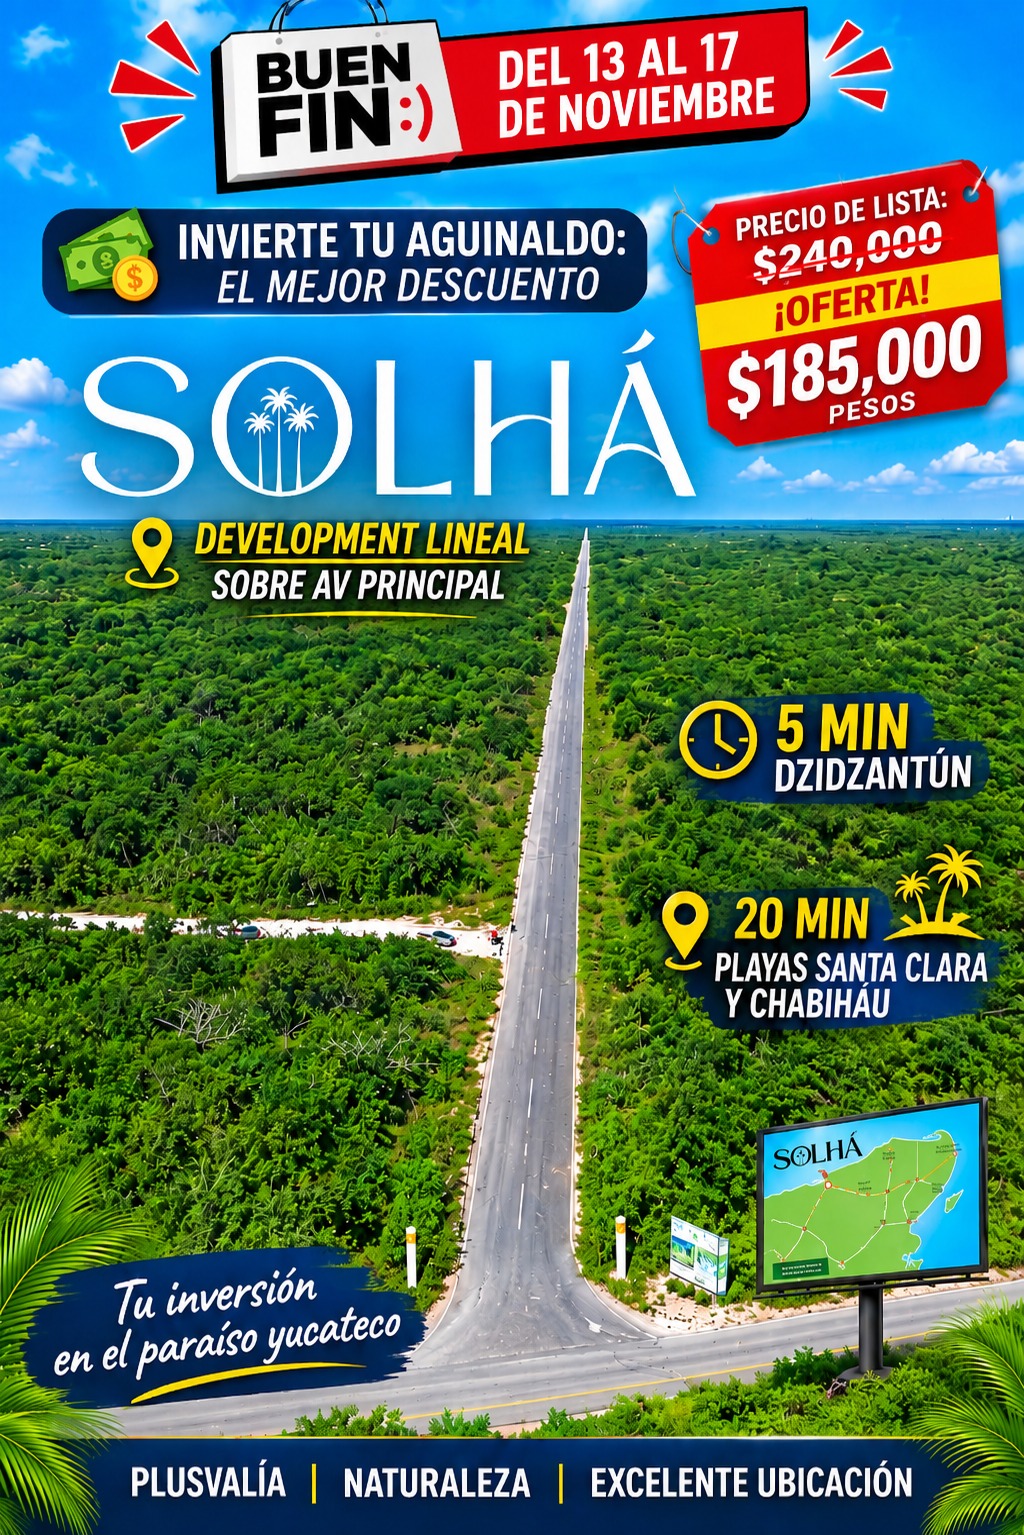 BUEN
FIN:)
DEL 13 AL 17
DE NOVIEMBRE
INVIERTE TU AGUINALDO:
EL MEJOR DESCUENTO
PRECIO DE LISTA:
$240,000
¡OFERTA!
$185,000
PESOS
SOLHÁ
DEVELOPMENT LINEAL
SOBRE AV PRINCIPAL
5 MIN
DZIDZANTÚN
20 MIN
PLAYAS SANTA CLARA
Y CHABIHÁU
SOLHÁ
Tu inversión
en el paraíso yucateco
PLUSVALÍA | NATURALEZA | EXCELENTE UBICACIÓN